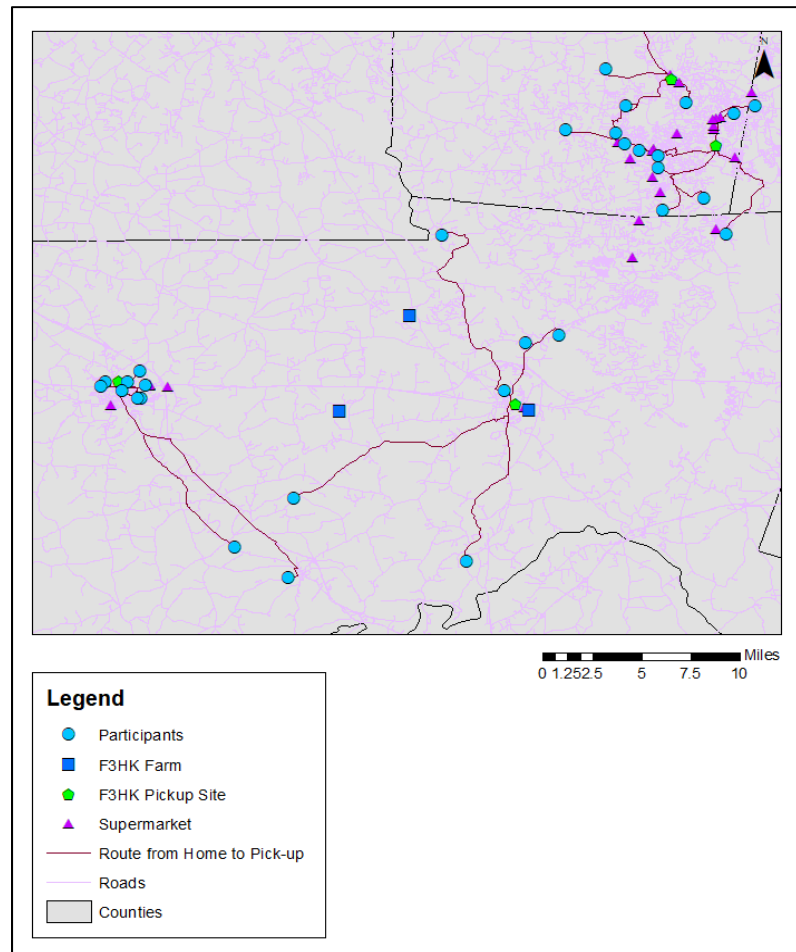 N
Miles
0 1.252.5 5 7.5 10
Legend
Participants
F3HK Farm
F3HK Pickup Site
Supermarket
Route from Home to Pick-up
Roads
Counties